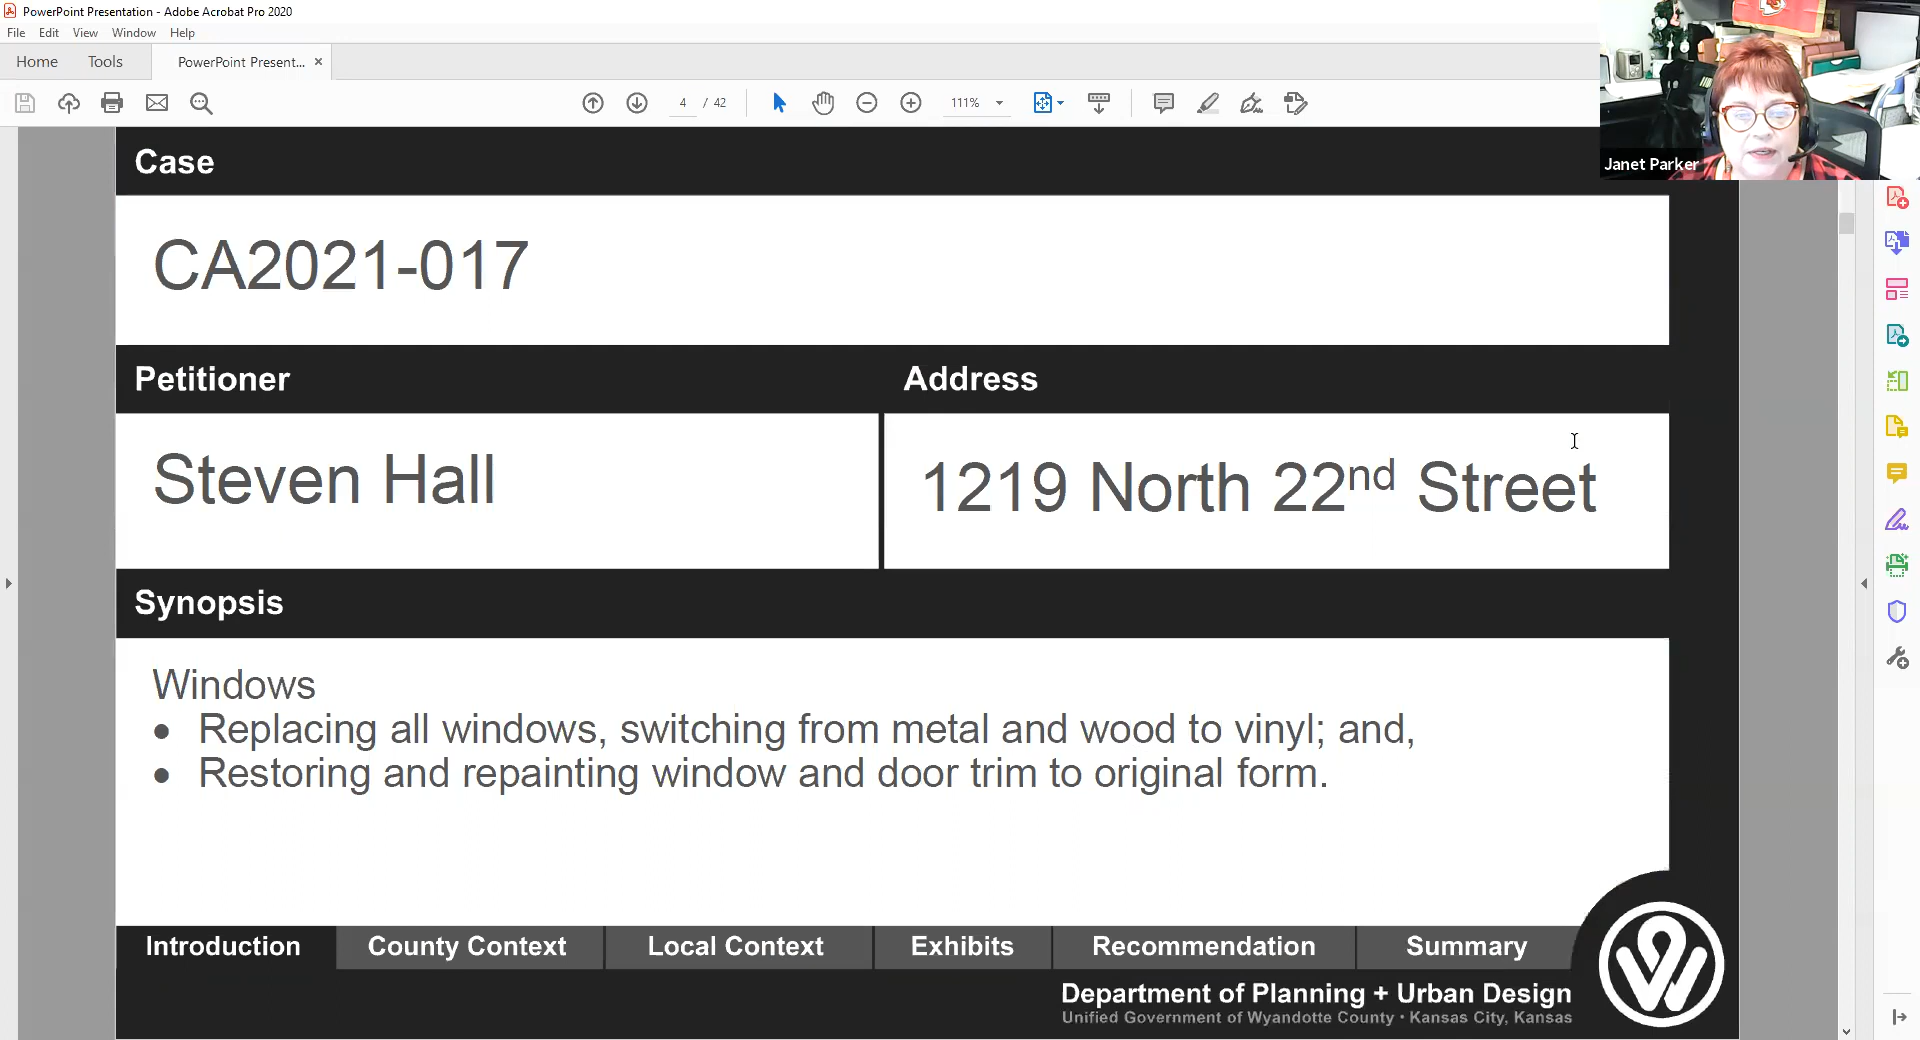 PowerPoint Presentation - Adobe Acrobat Pro 2020
File Edit View Window Help
Home Tools PowerPoint Present... ×
4 / 42 111%
Janet Parker
Case
CA2021-017
Petitioner Address
Steven Hall 1219 North 22nd Street
Synopsis
Windows
● Replacing all windows, switching from metal and wood to vinyl; and,
● Restoring and repainting window and door trim to original form.
Introduction County Context Local Context Exhibits Recommendation Summary
Department of Planning + Urban Design
Unified Government of Wyandotte County • Kansas City, Kansas